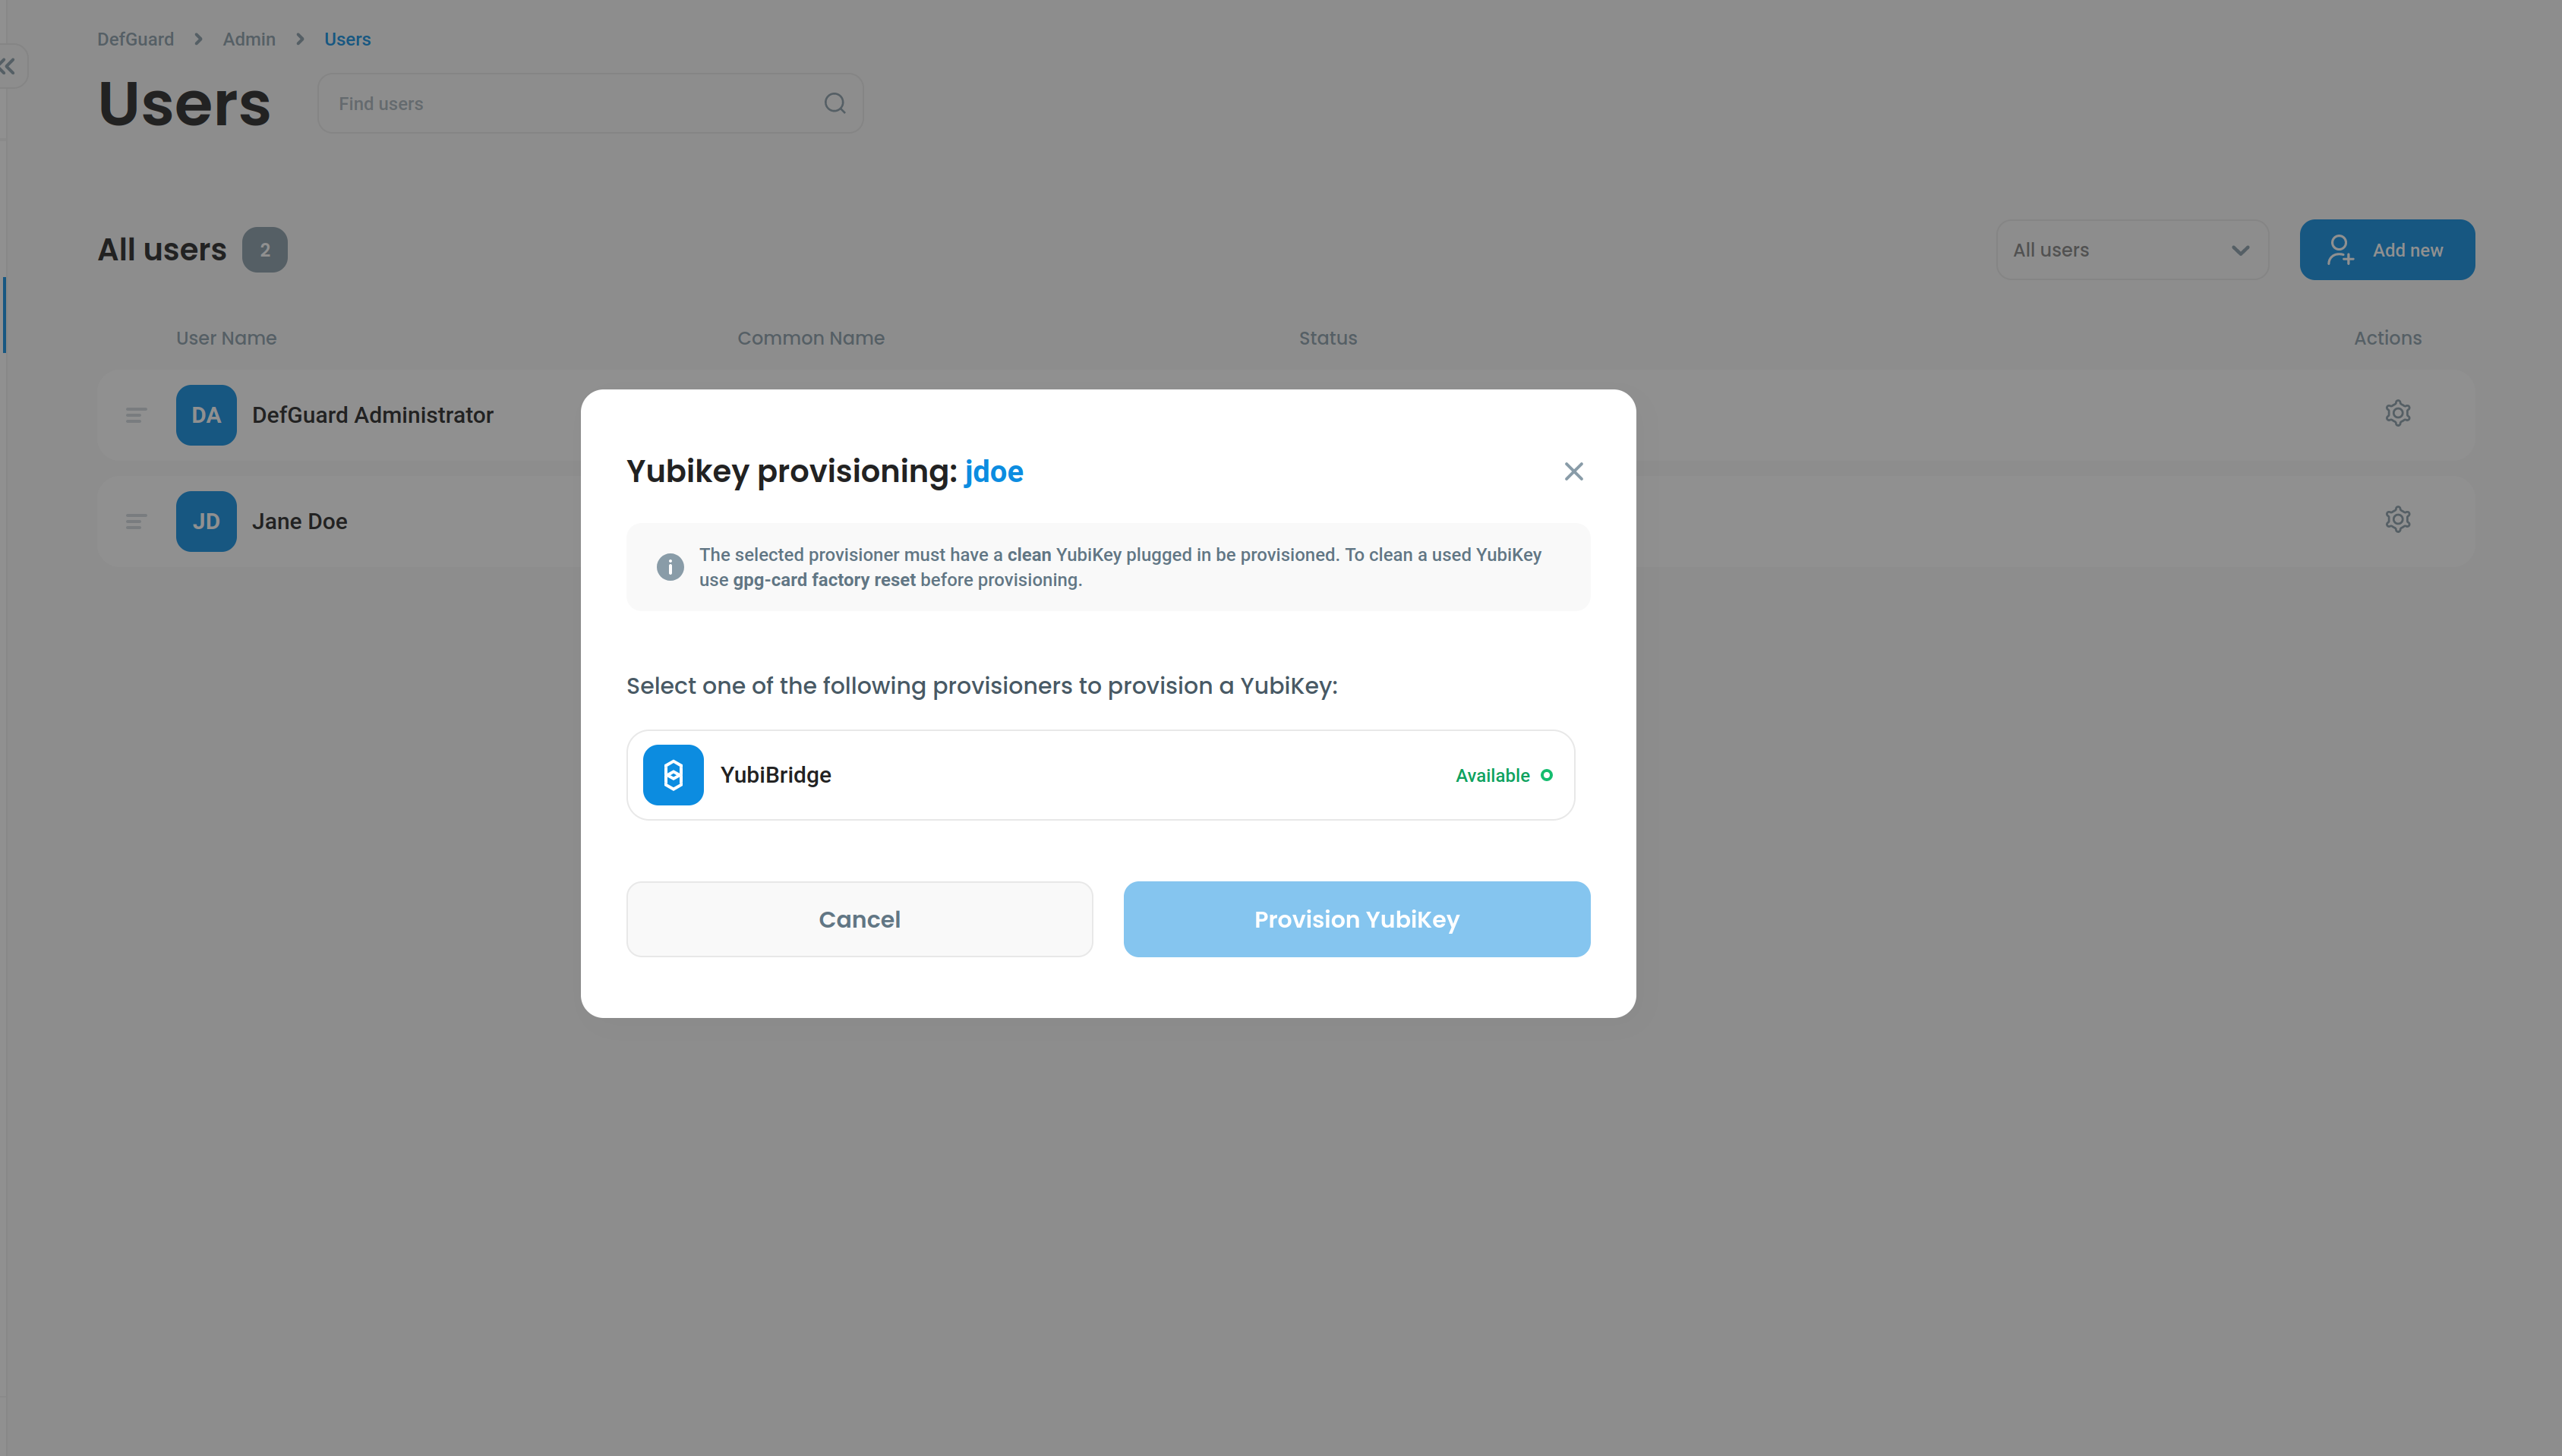 DefGuard Admin Users
Users
Find users
All users 2
All users
Add new
User Name Common Name Status Actions
DA DefGuard Administrator
JD Jane Doe
Yubikey provisioning: jdoe
The selected provisioner must have a clean YubiKey plugged in be provisioned. To clean a used YubiKey
use gpg-card factory reset before provisioning.
Select one of the following provisioners to provision a YubiKey:
YubiBridge Available
Cancel Provision YubiKey